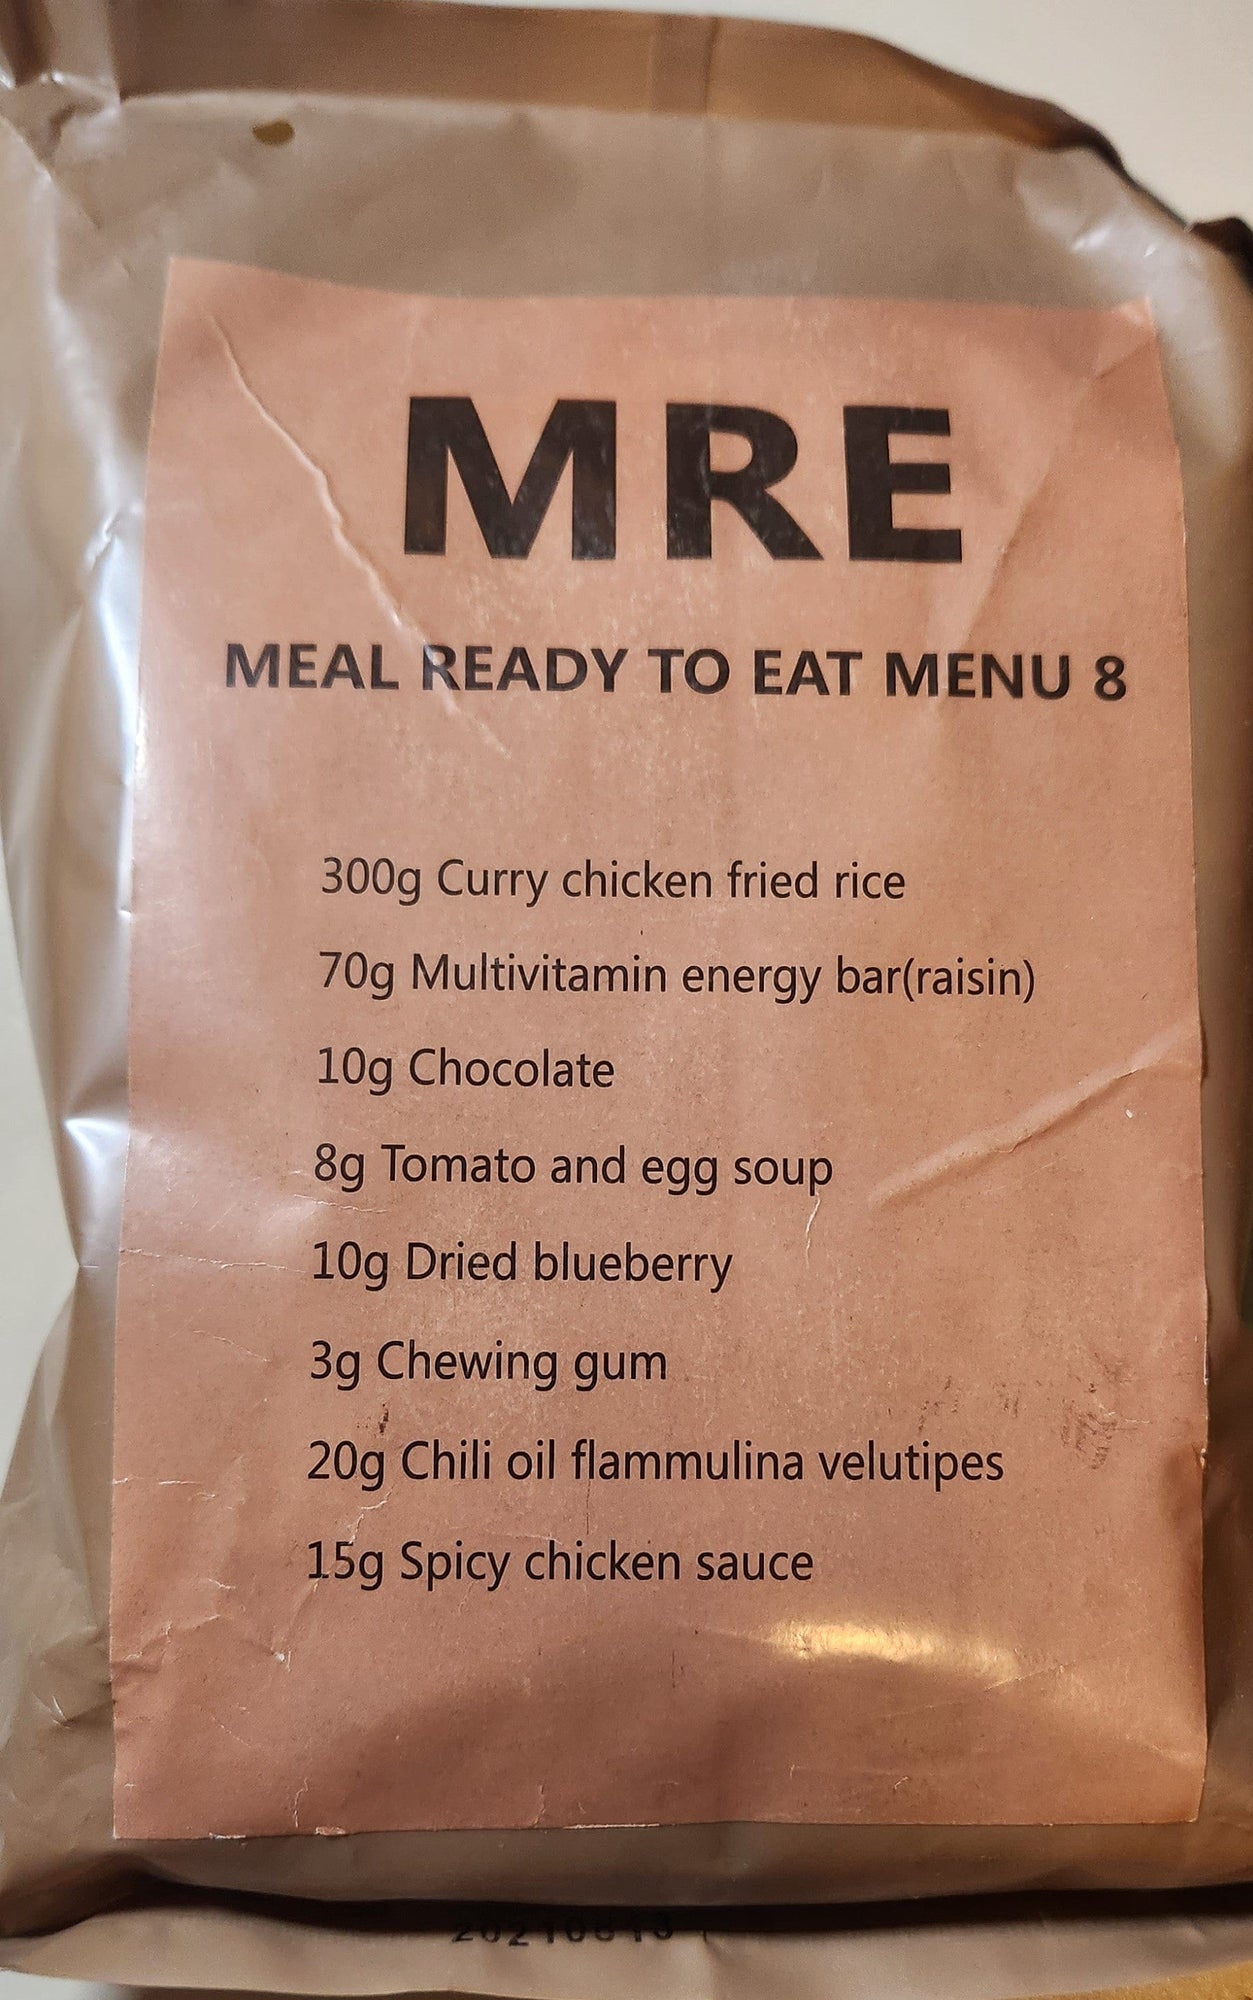 MRE
MEAL READY TO EAT MENU 8
300g Curry chicken fried rice
70g Multivitamin energy bar(raisin)
10g Chocolate
8g Tomato and egg soup
10g Dried blueberry
3g Chewing gum
20g Chili oil flammulina velutipes
15g Spicy chicken sauce